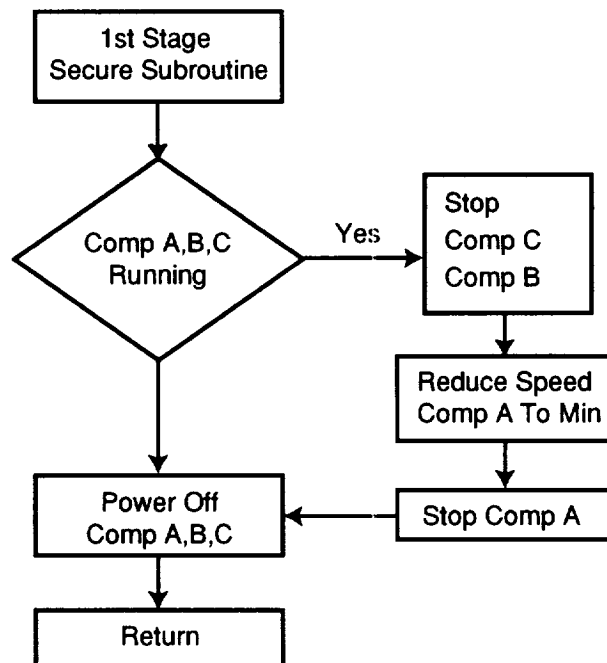 1st Stage
Secure Subroutine
Comp A,B,C
Running
Yes
Stop
Comp C
Comp B
Reduce Speed
Comp A To Min
Stop Comp A
Power Off
Comp A,B,C
Return